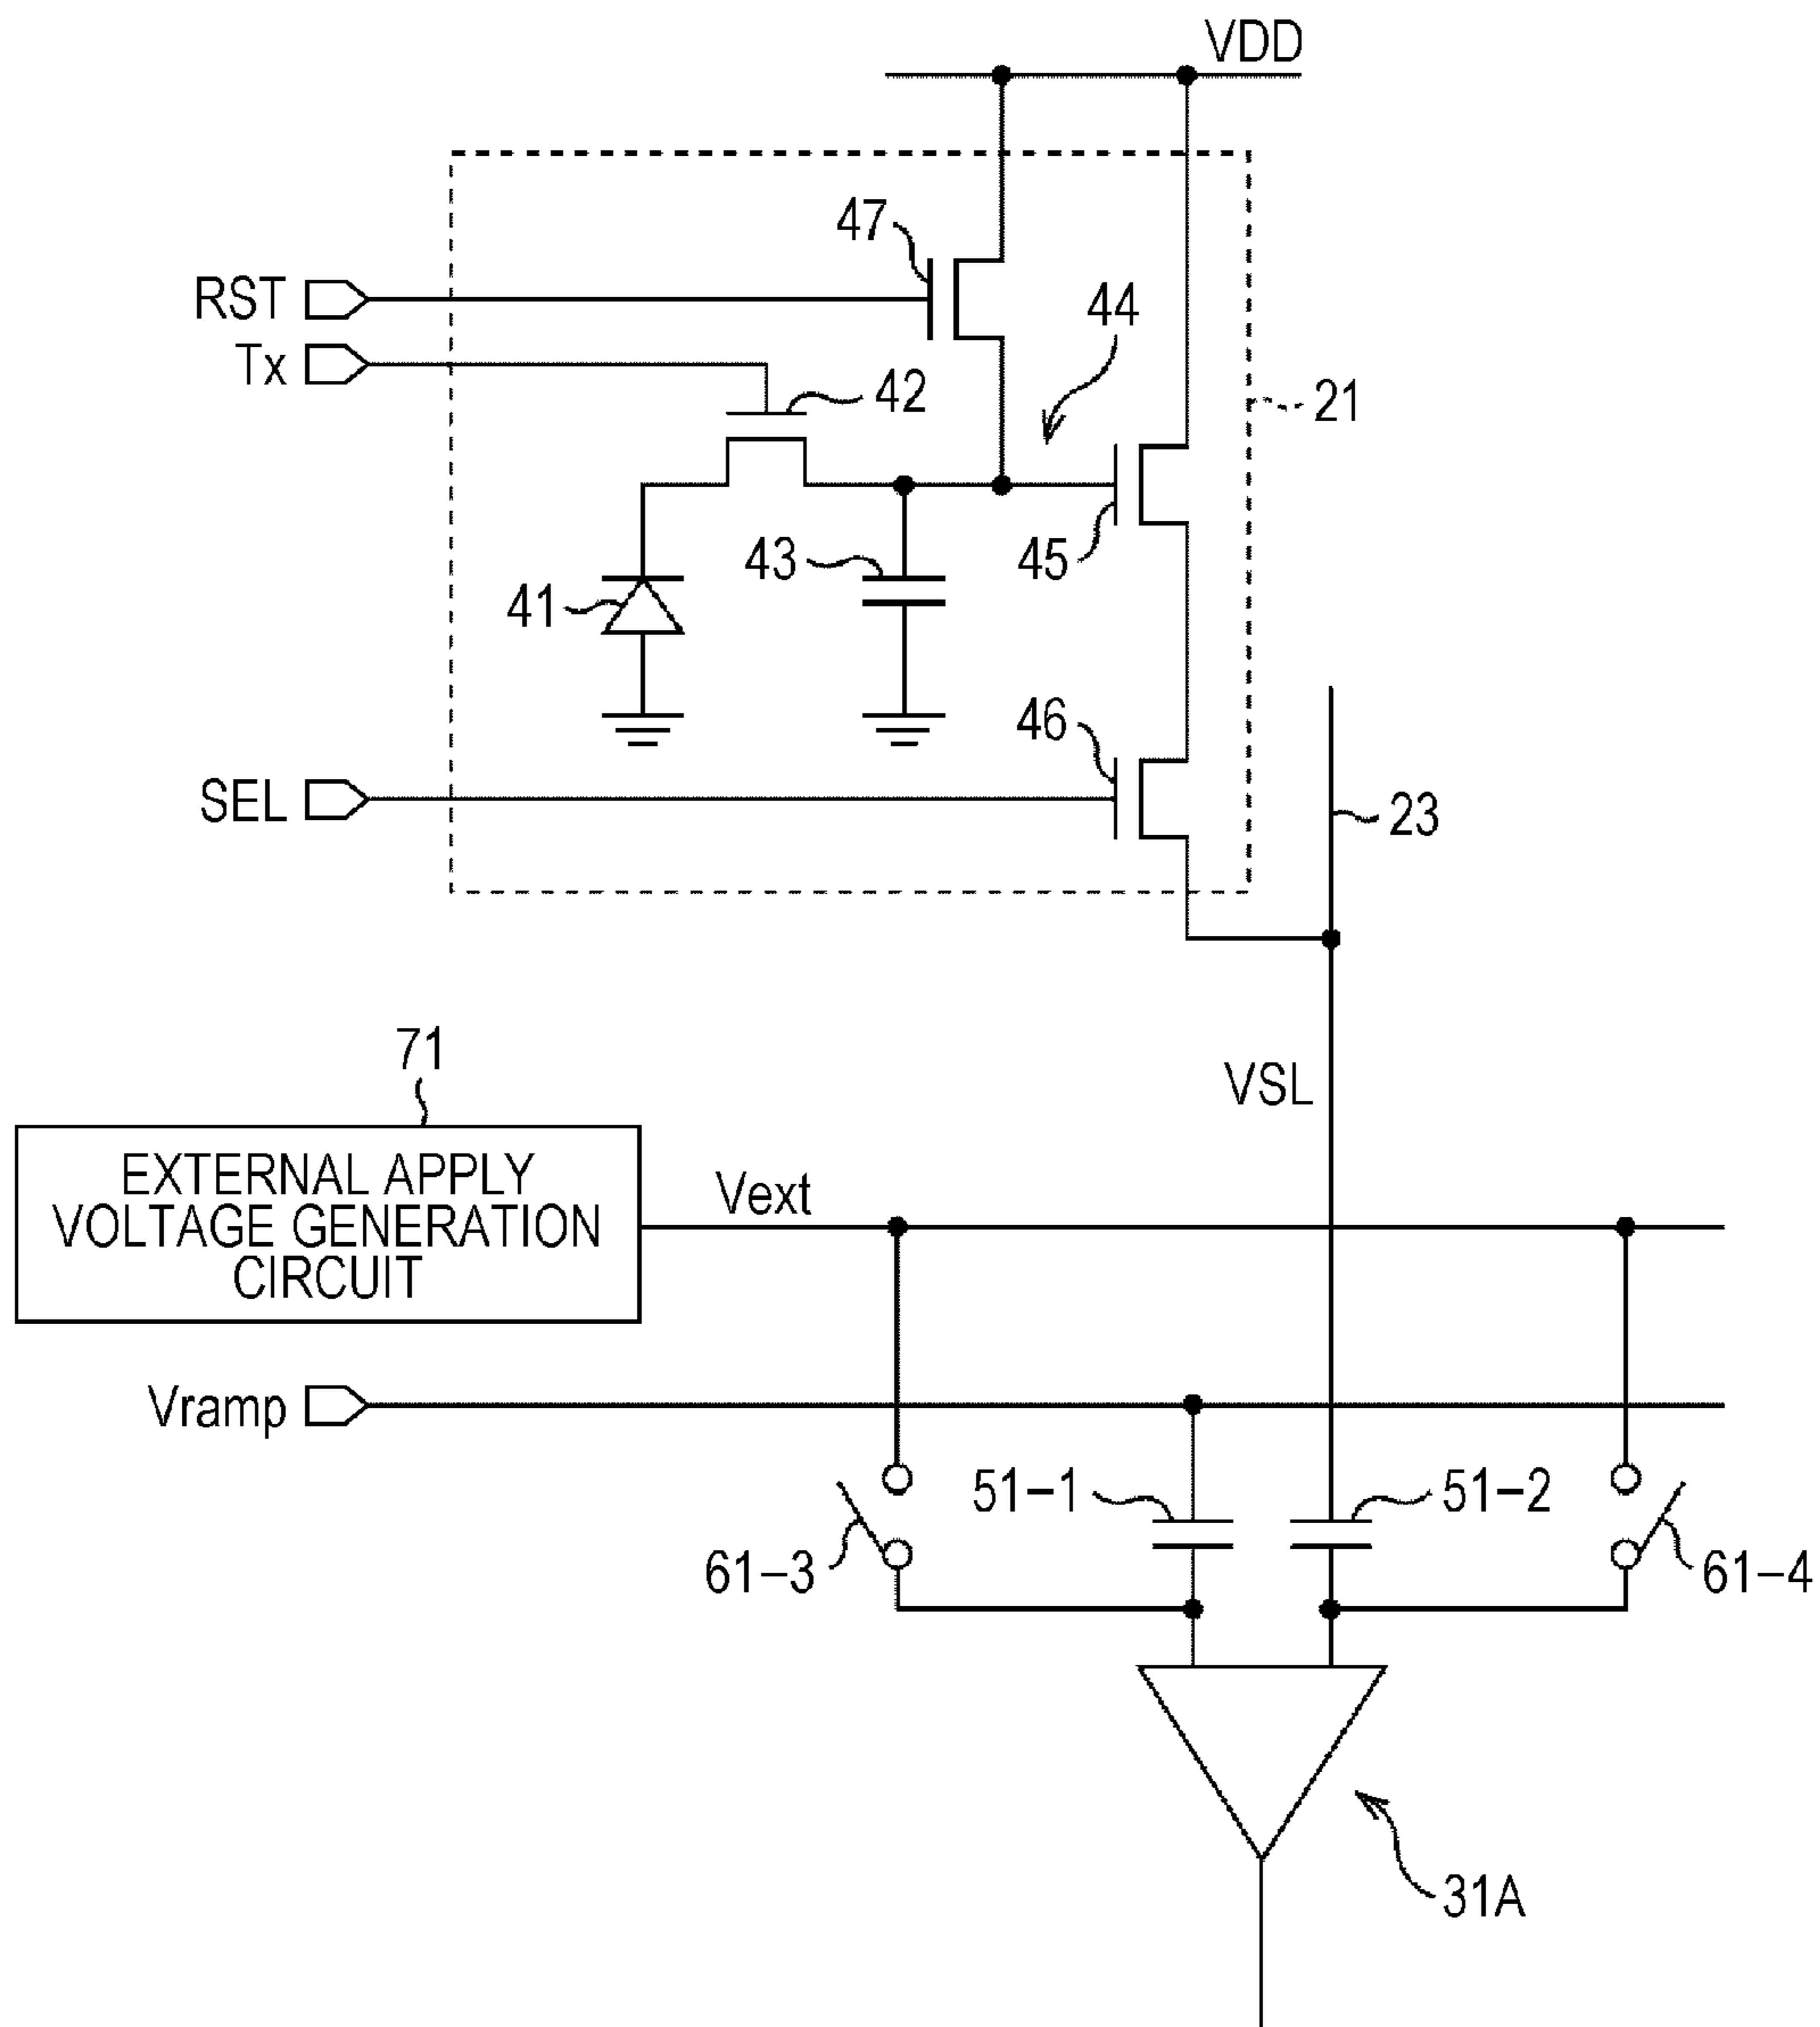 VDD
47
RST
44
Tx
42
21
43
45
41
46
SEL
23
71
VSL
EXTERNAL APPLY
VOLTAGE GENERATION
CIRCUIT
Vext
Vramp
51-1
51-2
61-3
61-4
31A